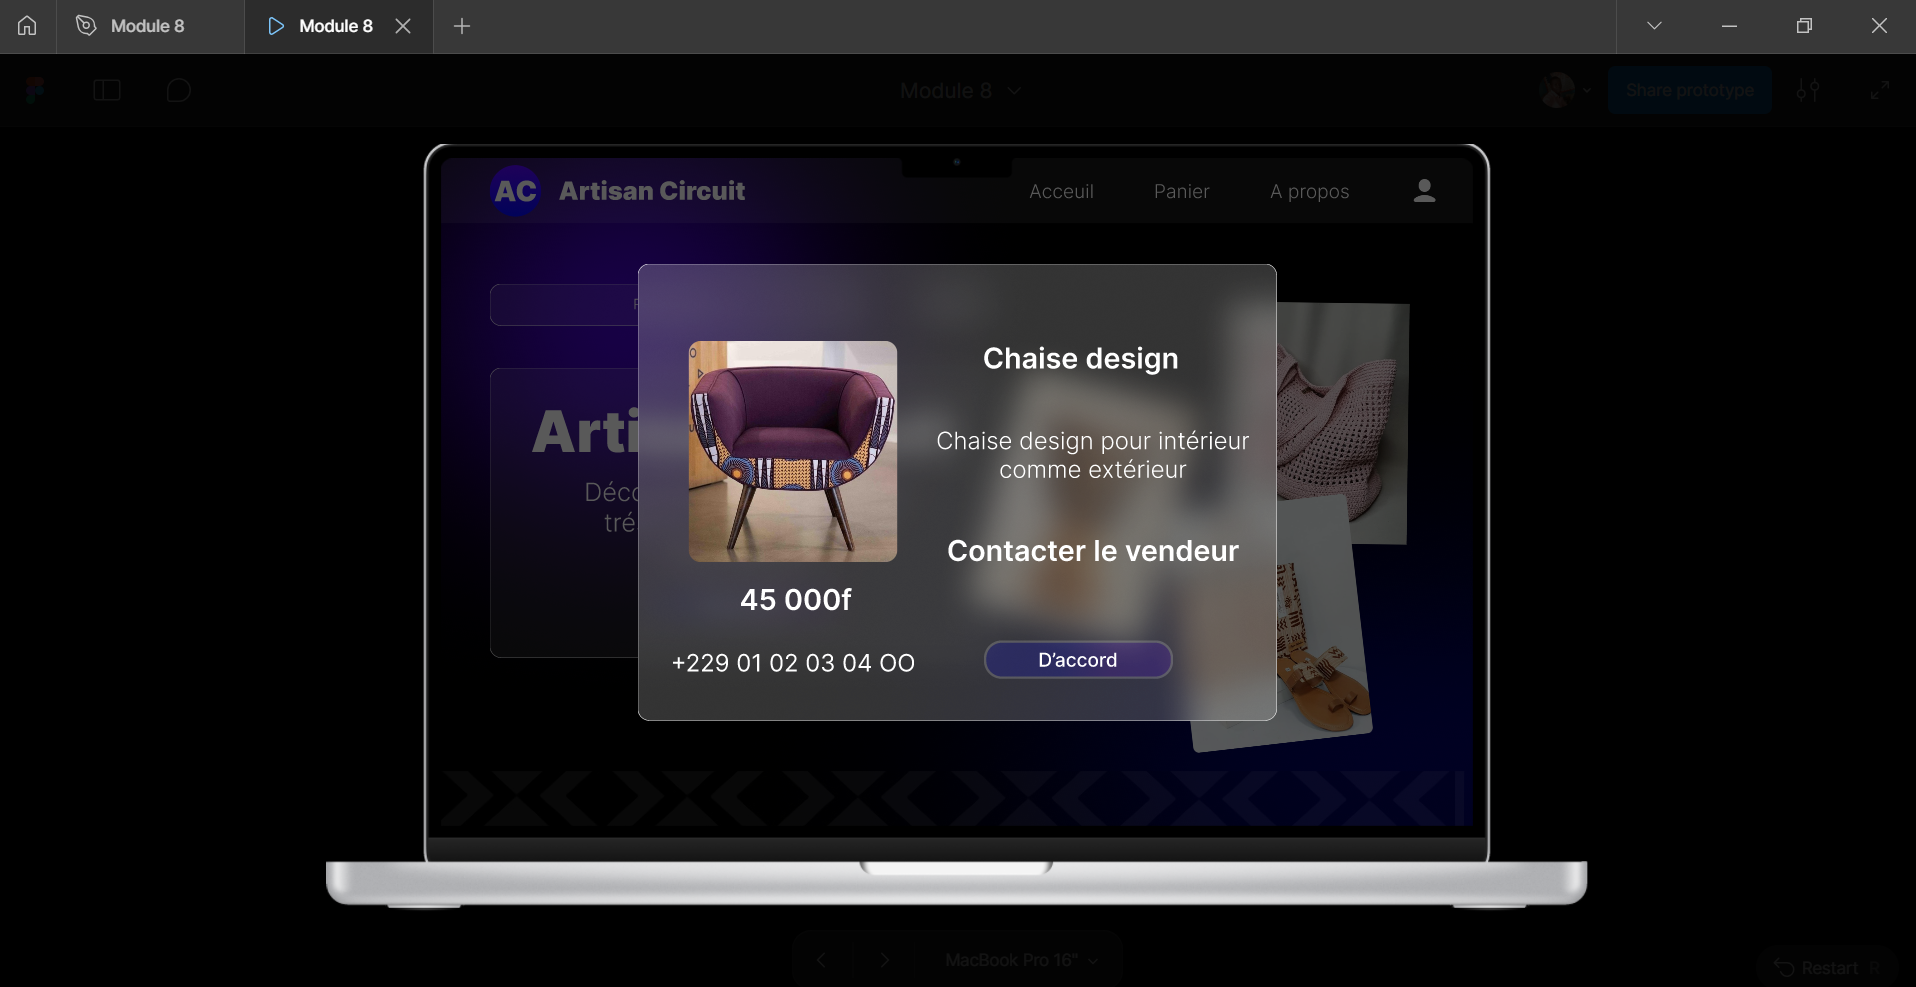 Module 8
Module 8
Module 8
Share prototype
AC Artisan Circuit
Acceuil
Panier
A propos
Arti
Déco
tré
Chaise design
Chaise design pour intérieur
comme extérieur
Contacter le vendeur
45 000f
+229 01 02 03 04 OO
D’accord
MacBook Pro 16"
Restart R